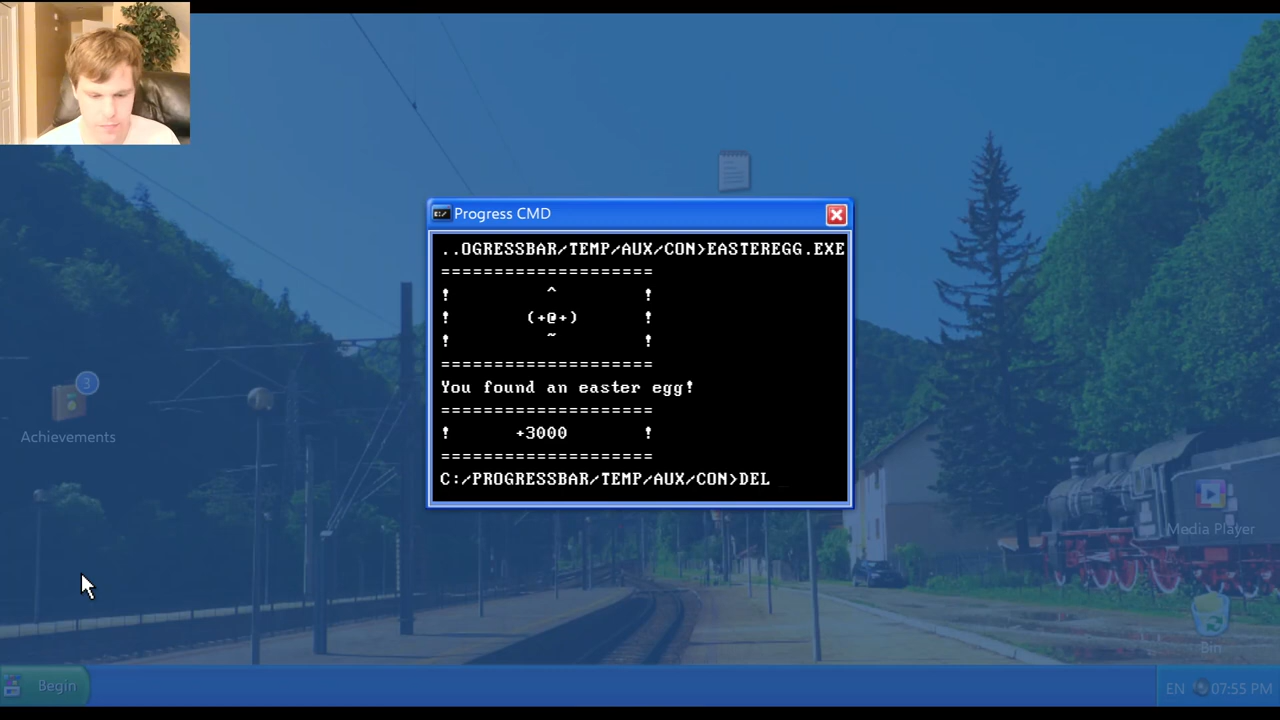 Progress CMD
..OGRESSBAR/TEMP/AUX/CON>EASTEREGG.EXE
====================
! ^ !
! (+@+) !
! ~ !
====================
You found an easter egg!
====================
! +3000 !
====================
C:/PROGRESSBAR/TEMP/AUX/CON>DEL
3
Achievements
Media Player
Bin
Begin
EN 07:55 PM